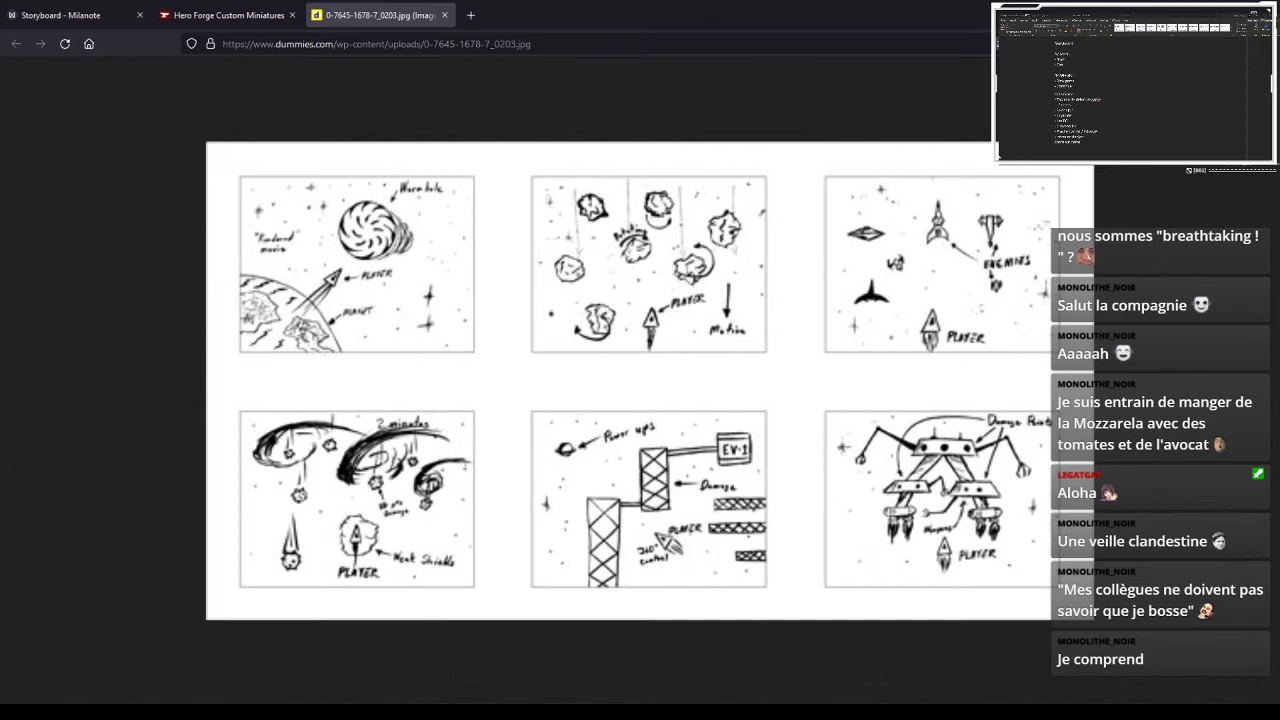 Storyboard - Milanote
Hero Forge Custom Miniatures
0-7645-1678-7_0203.jpg (Imag
https://www.dummies.com/wp-content/uploads/0-7645-1678-7_0203.jpg
Worm hole
"Rendered"
movie
PLAYER
PLANET
Rotate
PLAYER
Motion
ENEMIES
PLAYER
2 minutes
Damage
Weak Shields
PLAYER
Power ups
EV-1
Damage
PLAYER
360°
control
Damage Points
Weapons
PLAYER
nous sommes "breathtaking !
" ?
MONOLITHE_NOIR
Salut la compagnie
MONOLITHE_NOIR
Aaaaah
MONOLITHE_NOIR
Je suis entrain de manger de
la Mozzarela avec des
tomates et de l'avocat
LEGATGAT
Aloha
MONOLITHE_NOIR
Une veille clandestine
MONOLITHE_NOIR
"Mes collègues ne doivent pas
savoir que je bosse"
MONOLITHE_NOIR
Je comprend